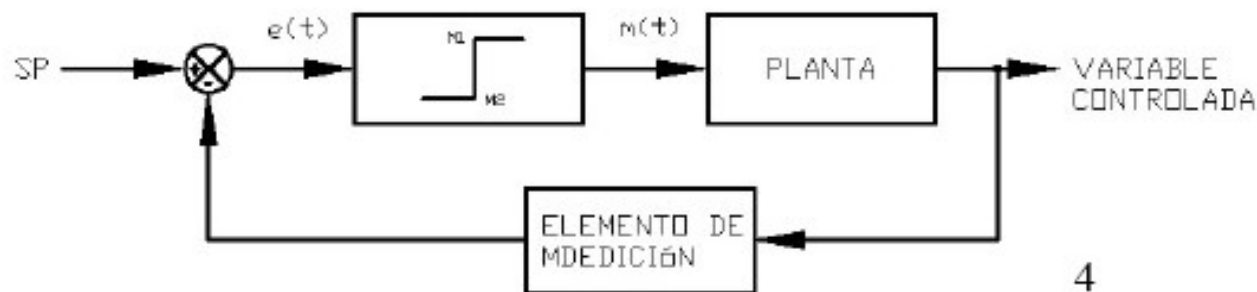 e(t)
M1
M2
m(t)
SP
+
-
PLANTA
VARIABLE
CONTROLADA
ELEMENTO DE
MDEDICIÓN
4